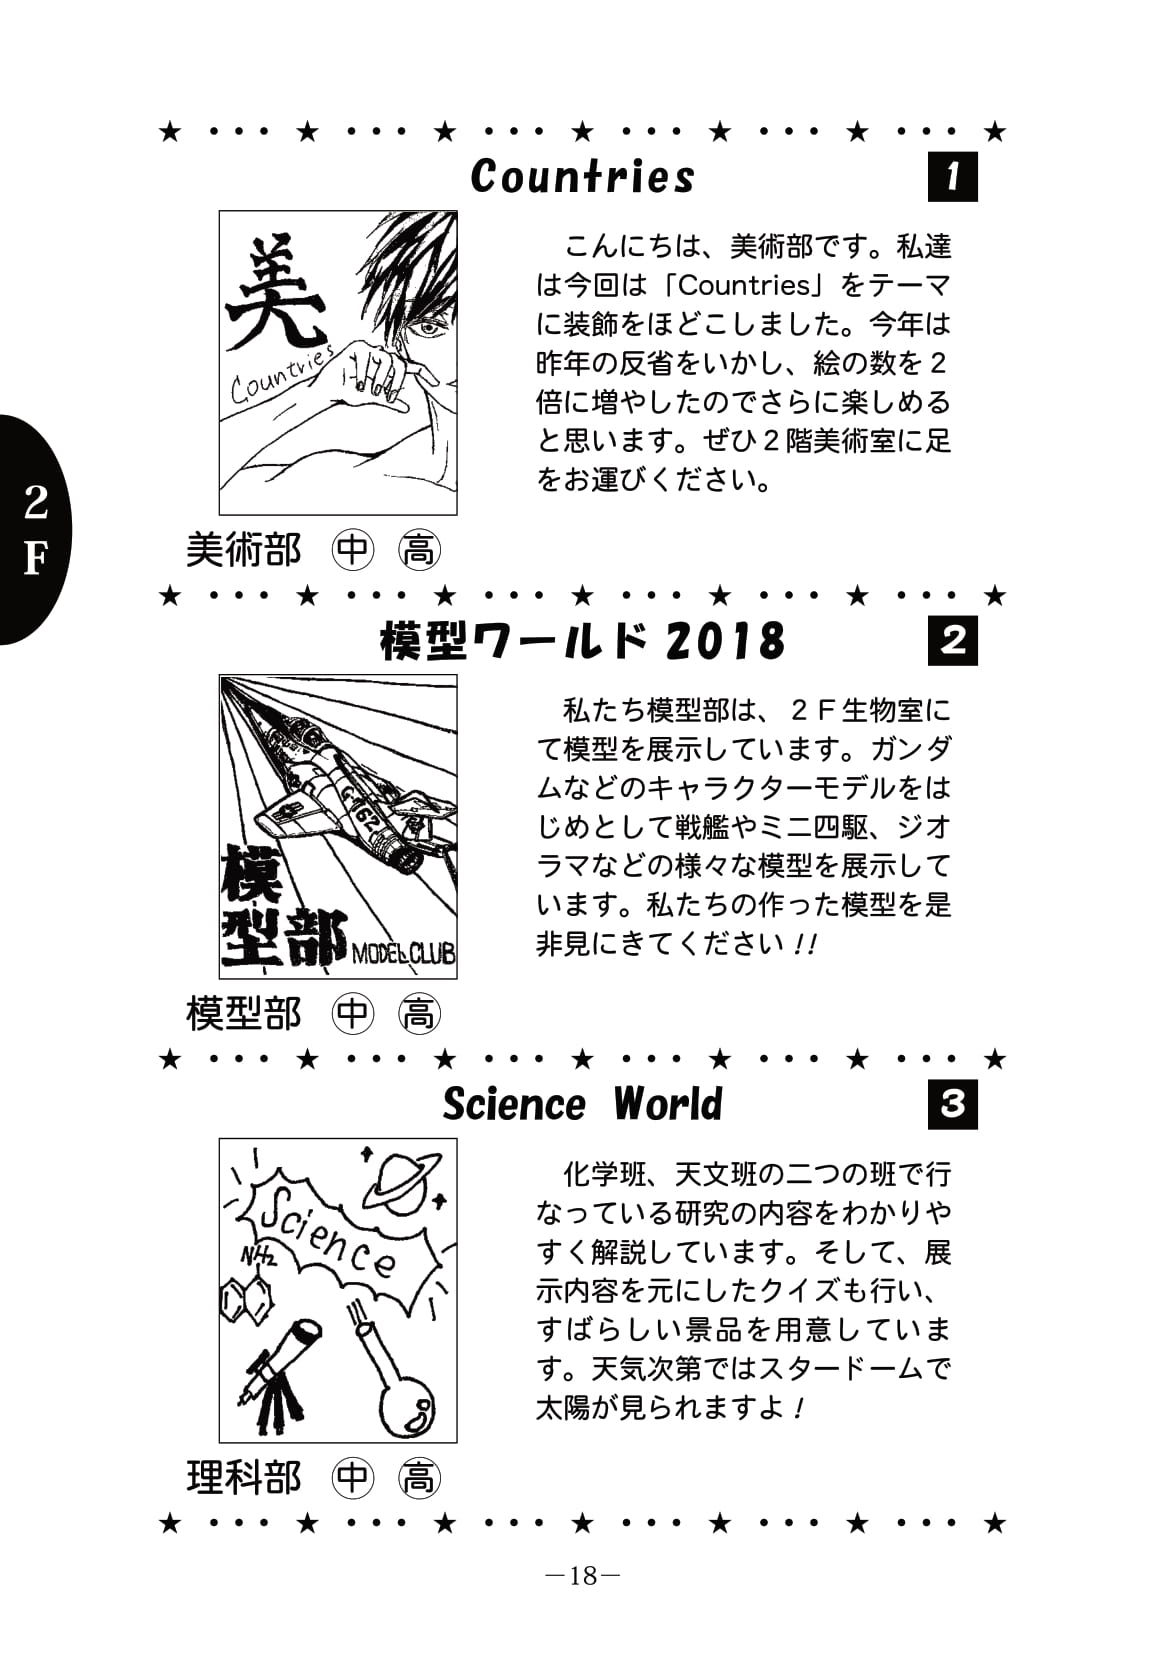 2
F
Countries
1
美
Countries
こんにちは、美術部です。私達
は今回は「Countries」をテーマ
に装飾をほどこしました。今年は
昨年の反省をいかし、絵の数を２
倍に増やしたのでさらに楽しめる
と思います。ぜひ２階美術室に足
をお運びください。
美術部 ㊥ 高
模型ワールド2018
2
G-162
模
型部 MODEL CLUB
私たち模型部は、２Ｆ生物室に
て模型を展示しています。ガンダ
ムなどのキャラクターモデルをは
じめとして戦艦やミニ四駆、ジオ
ラマなどの様々な模型を展示して
います。私たちの作った模型を是
非見にきてください!!
模型部 ㊥ 高
Science World
3
Science
NH2
化学班、天文班の二つの班で行
なっている研究の内容をわかりや
すく解説しています。そして、展
示内容を元にしたクイズも行い、
すばらしい景品を用意していま
す。天気次第ではスタードームで
太陽が見られますよ!
理科部 ㊥ 高
－18－